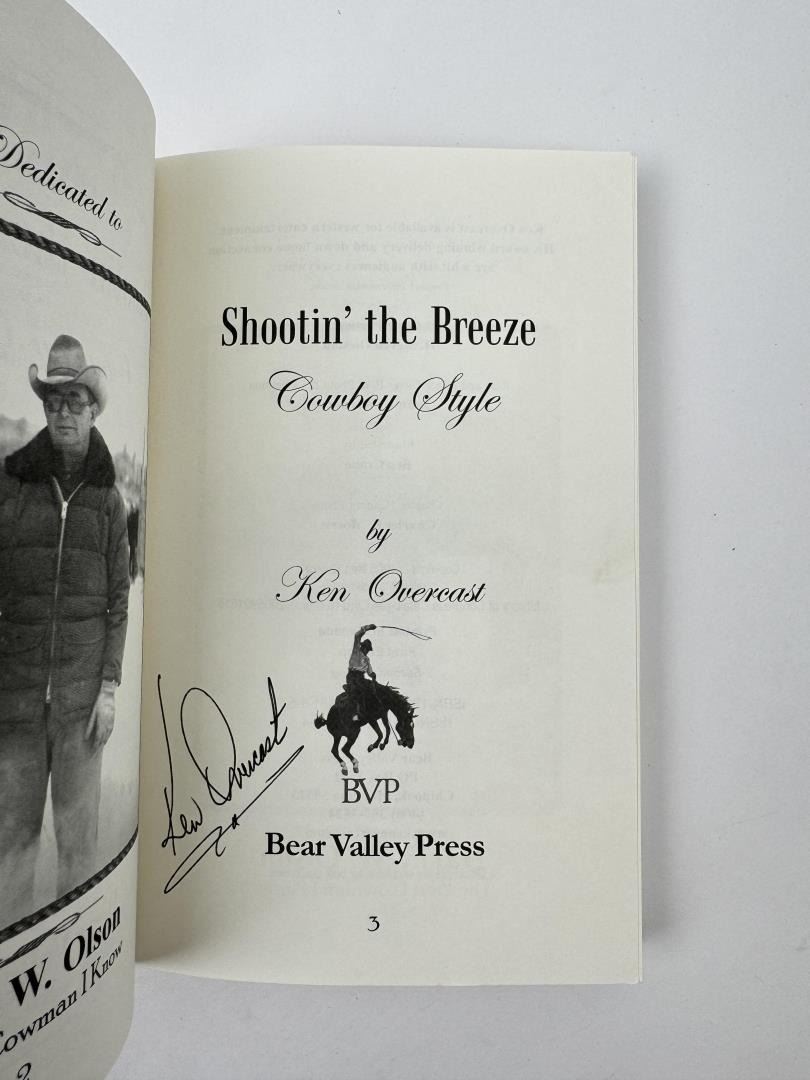 Dedicated to
W. Olson
Cowman I Know
2
Shootin' the Breeze
Cowboy Style
by
Ken Overcast
Ken Overcast
BVP
Bear Valley Press
3